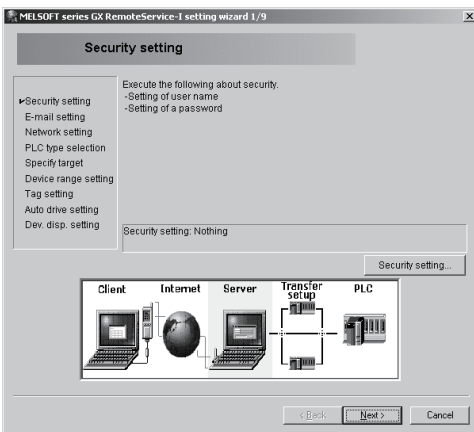 MELSOFT series GX RemoteService-I setting wizard 1/9
Security setting
Security setting
E-mail setting
Network setting
PLC type selection
Specify target
Device range setting
Tag setting
Auto drive setting
Dev. disp. setting
Execute the following about security.
-Setting of user name
-Setting of a password
Security setting: Nothing
Security setting...
Client Internet Server Transfer setup PLC
< Back Next > Cancel